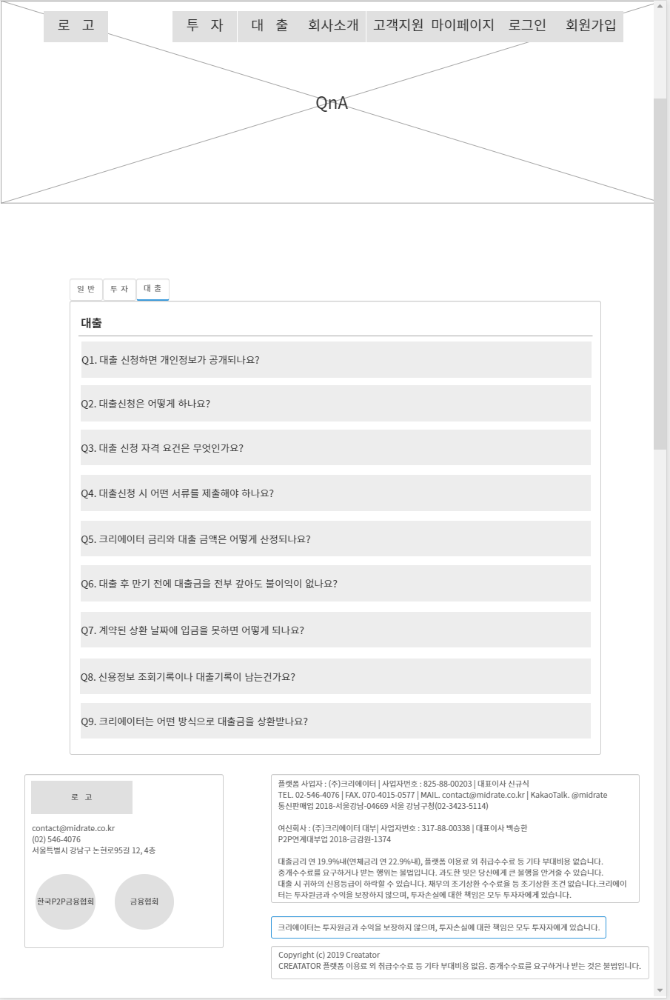 로 고
투 자 대 출 회사소개 고객지원 마이페이지 로그인 회원가입
QnA
일 반 투 자 대 출
대출
Q1. 대출 신청하면 개인정보가 공개되나요?
Q2. 대출신청은 어떻게 하나요?
Q3. 대출 신청 자격 요건은 무엇인가요?
Q4. 대출신청 시 어떤 서류를 제출해야 하나요?
Q5. 크리에이터 금리와 대출 금액은 어떻게 산정되나요?
Q6. 대출 후 만기 전에 대출금을 전부 갚아도 불이익이 없나요?
Q7. 계약된 상환 날짜에 입금을 못하면 어떻게 되나요?
Q8. 신용정보 조회기록이나 대출기록이 남는건가요?
Q9. 크리에이터는 어떤 방식으로 대출금을 상환받나요?
로 고
contact@midrate.co.kr
(02) 546-4076
서울특별시 강남구 논현로95길 12, 4층
한국P2P금융협회 금융협회
플랫폼 사업자 : (주)크리에이터 | 사업자번호 : 825-88-00203 | 대표이사 신규식
TEL. 02-546-4076 | FAX. 070-4015-0577 | MAIL. contact@midrate.co.kr | KakaoTalk. @midrate
통신판매업 2018-서울강남-04669 서울 강남구청(02-3423-5114)
여신회사 : (주)크리에이터 대부| 사업자번호 : 317-88-00338 | 대표이사 백승한
P2P연계대부업 2018-금감원-1374
대출금리 연 19.9%내(연체금리 연 22.9%내), 플랫폼 이용료 외 취급수수료 등 기타 부대비용 없습니다.
중개수수료를 요구하거나 받는 행위는 불법입니다. 과도한 빚은 당신에게 큰 불행을 안겨줄 수 있습니다.
대출 시 귀하의 신용등급이 하락할 수 있습니다. 채무의 조기상환 수수료율 등 조기상환 조건 없습니다.크리에이
터는 투자원금과 수익을 보장하지 않으며, 투자손실에 대한 책임은 모두 투자자에게 있습니다.
크리에이터는 투자원금과 수익을 보장하지 않으며, 투자손실에 대한 책임은 모두 투자자에게 있습니다.
Copyright (c) 2019 Creatator
CREATATOR 플랫폼 이용료 외 취급수수료 등 기타 부대비용 없음. 중개수수료를 요구하거나 받는 것은 불법입니다.